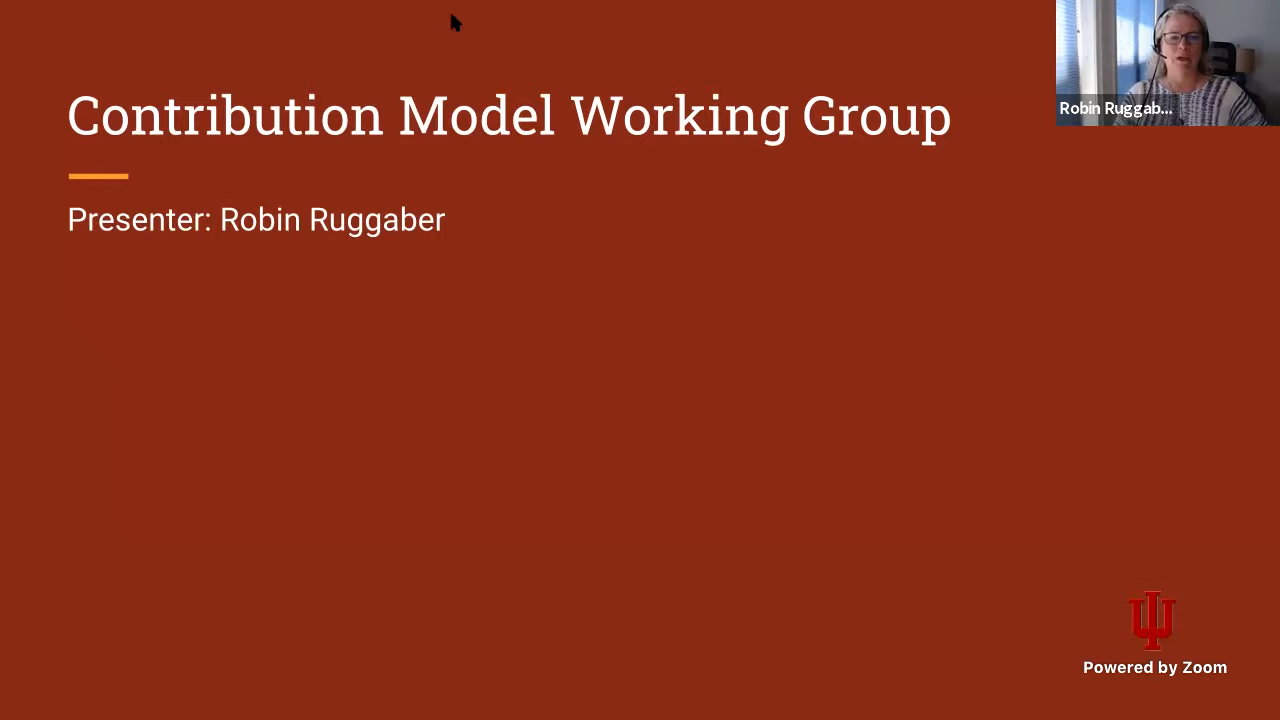 Contribution Model Working Group
Robin Ruggab...
Presenter: Robin Ruggaber
Powered by Zoom